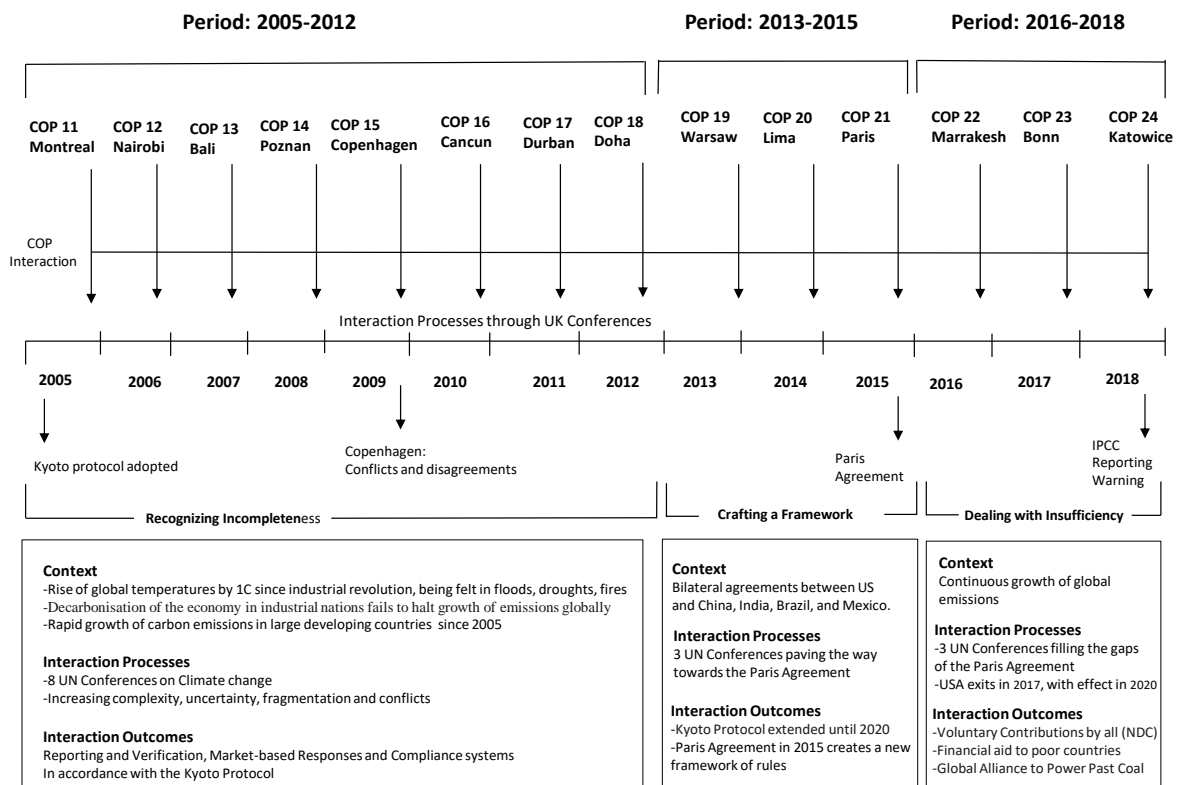 Period: 2005-2012
Period: 2013-2015
Period: 2016-2018
COP 11
Montreal
COP 12
Nairobi
COP 13
Bali
COP 14
Poznan
COP 15
Copenhagen
COP 16
Cancun
COP 17
Durban
COP 18
Doha
COP 19
Warsaw
COP 20
Lima
COP 21
Paris
COP 22
Marrakesh
COP 23
Bonn
COP 24
Katowice
COP
Interaction
Interaction Processes through UK Conferences
2005
2006
2007
2008
2009
2010
2011
2012
2013
2014
2015
2016
2017
2018
Kyoto protocol adopted
Copenhagen:
Conflicts and disagreements
Paris
Agreement
IPCC
Reporting
Warning
Recognizing Incompleteness
Crafting a Framework
Dealing with Insufficiency
Context
-Rise of global temperatures by 1C since industrial revolution, being felt in floods, droughts, fires
-Decarbonisation of the economy in industrial nations fails to halt growth of emissions globally
-Rapid growth of carbon emissions in large developing countries since 2005
Interaction Processes
-8 UN Conferences on Climate change
-Increasing complexity, uncertainty, fragmentation and conflicts
Interaction Outcomes
Reporting and Verification, Market-based Responses and Compliance systems
In accordance with the Kyoto Protocol
Context
Bilateral agreements between US
and China, India, Brazil, and Mexico.
Interaction Processes
3 UN Conferences paving the way
towards the Paris Agreement
Interaction Outcomes
-Kyoto Protocol extended until 2020
-Paris Agreement in 2015 creates a new
framework of rules
Context
Continuous growth of global
emissions
Interaction Processes
-3 UN Conferences filling the gaps
of the Paris Agreement
-USA exits in 2017, with effect in 2020
Interaction Outcomes
-Voluntary Contributions by all (NDC)
-Financial aid to poor countries
-Global Alliance to Power Past Coal